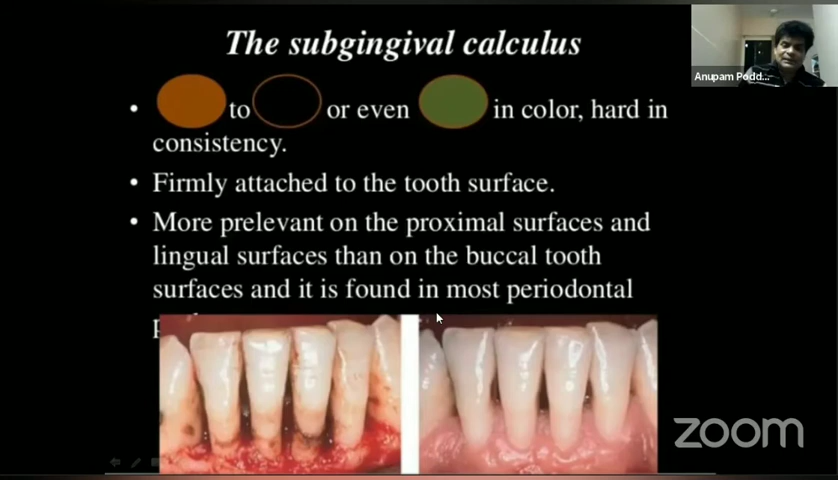 The subgingival calculus
Anupam Podd...
• to or even in color, hard in
consistency.
• Firmly attached to the tooth surface.
• More prelevant on the proximal surfaces and
lingual surfaces than on the buccal tooth
surfaces and it is found in most periodontal
zoom